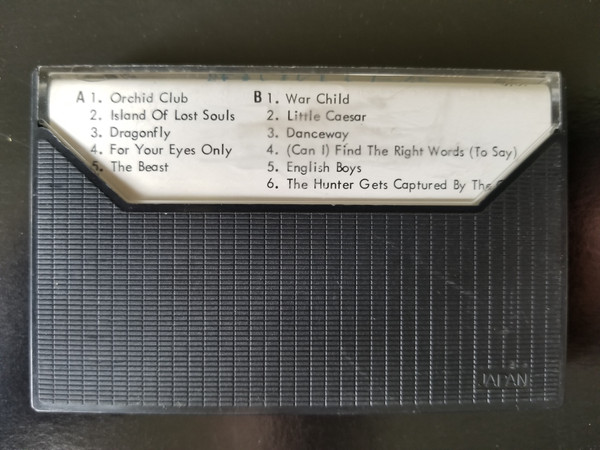 A 1. Orchid Club
2. Island Of Lost Souls
3. Dragonfly
4. For Your Eyes Only
5. The Beast
B 1. War Child
2. Little Caesar
3. Danceway
4. (Can I) Find The Right Words (To Say)
5. English Boys
6. The Hunter Gets Captured By The
JAPAN